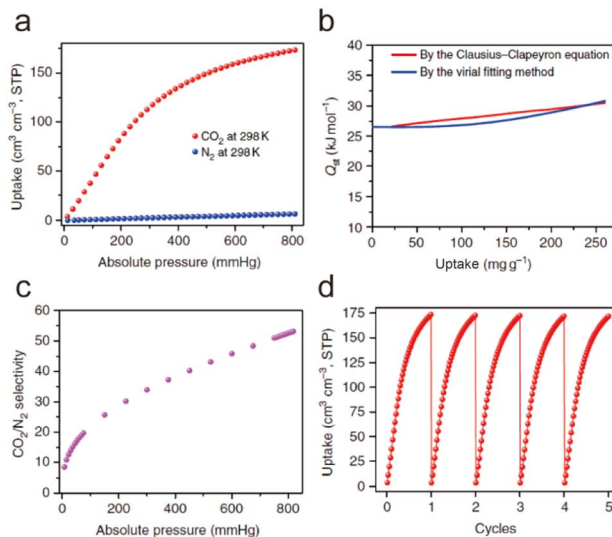 a
Uptake (cm³ cm⁻³, STP)
150
100
50
0
CO₂ at 298 K
N₂ at 298 K
0 200 400 600 800
Absolute pressure (mmHg)
b
Qst (kJ mol⁻¹)
40
35
30
25
20
15
10
By the Clausius–Clapeyron equation
By the virial fitting method
0 50 100 150 200 250
Uptake (mg g⁻¹)
c
CO₂/N₂ selectivity
60
50
40
30
20
10
0
0 200 400 600 800
Absolute pressure (mmHg)
d
Uptake (cm³ cm⁻³, STP)
175
150
125
100
75
50
25
0
0 1 2 3 4 5
Cycles